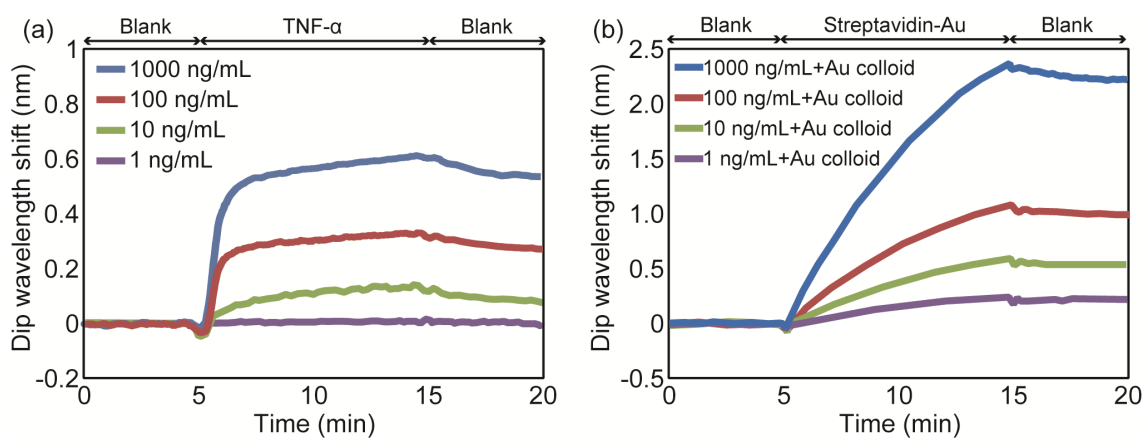 (a)
Blank TNF-α Blank
1
0.8
0.6
0.4
0.2
0
-0.2
Dip wavelength shift (nm)
1000 ng/mL
100 ng/mL
10 ng/mL
1 ng/mL
0 5 10 15 20
Time (min)
(b)
Blank Streptavidin-Au Blank
2.5
2.0
1.5
1.0
0.5
0
-0.5
Dip wavelength shift (nm)
1000 ng/mL+Au colloid
100 ng/mL+Au colloid
10 ng/mL+Au colloid
1 ng/mL+Au colloid
0 5 10 15 20
Time (min)